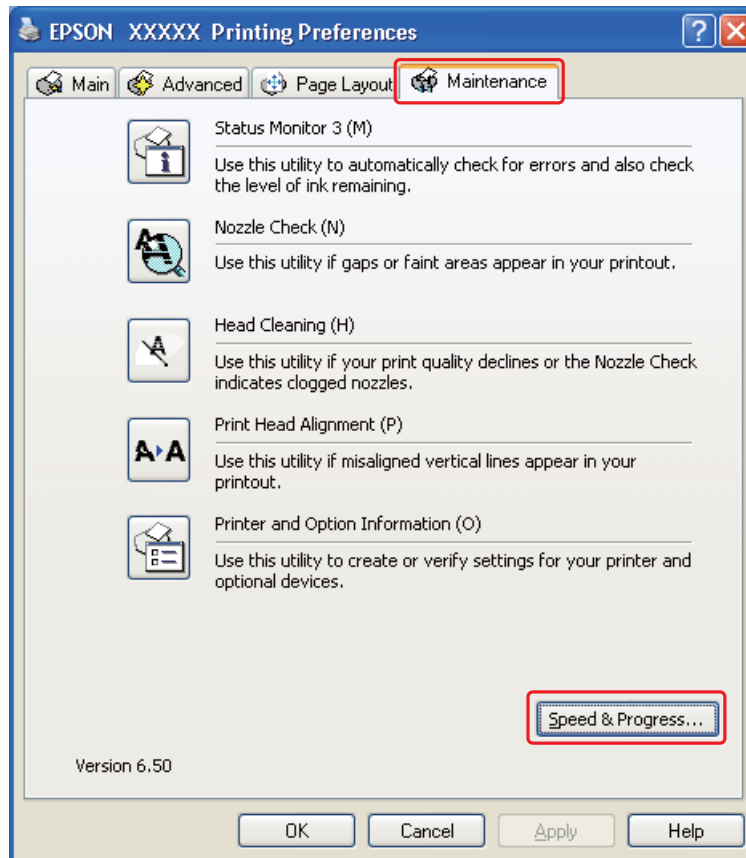 EPSON XXXXX Printing Preferences
Main Advanced Page Layout Maintenance
Status Monitor 3 (M)
Use this utility to automatically check for errors and also check
the level of ink remaining.
Nozzle Check (N)
Use this utility if gaps or faint areas appear in your printout.
Head Cleaning (H)
Use this utility if your print quality declines or the Nozzle Check
indicates clogged nozzles.
Print Head Alignment (P)
Use this utility if misaligned vertical lines appear in your
printout.
Printer and Option Information (O)
Use this utility to create or verify settings for your printer and
optional devices.
Speed & Progress...
Version 6.50
OK Cancel Apply Help